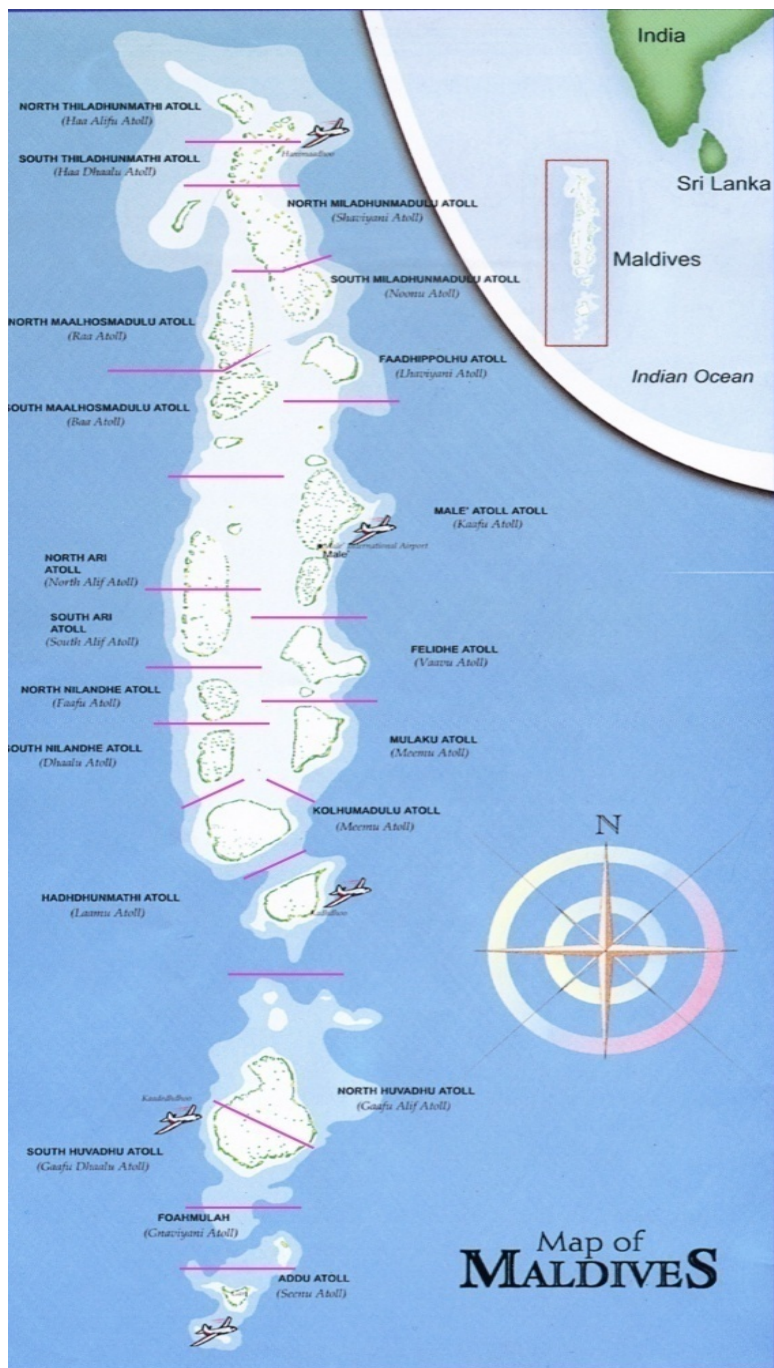 India
Sri Lanka
Maldives
Indian Ocean
NORTH THILADHUNMATHI ATOLL
(Haa Alifu Atoll)
Hanimaadhoo
SOUTH THILADHUNMATHI ATOLL
(Haa Dhaalu Atoll)
NORTH MILADHUNMADULU ATOLL
(Shaviyani Atoll)
SOUTH MILADHUNMADULU ATOLL
(Noonu Atoll)
NORTH MAALHOSMADULU ATOLL
(Raa Atoll)
FAADHIPPOLHU ATOLL
(Lhaviyani Atoll)
SOUTH MAALHOSMADULU ATOLL
(Baa Atoll)
MALE' ATOLL ATOLL
(Kaafu Atoll)
International Airport
Male'
NORTH ARI
ATOLL
(North Alif Atoll)
SOUTH ARI
ATOLL
(South Alif Atoll)
FELIDHE ATOLL
(Vaavu Atoll)
NORTH NILANDHE ATOLL
(Faafu Atoll)
MULAKU ATOLL
(Meemu Atoll)
SOUTH NILANDHE ATOLL
(Dhaalu Atoll)
KOLHUMADULU ATOLL
(Meemu Atoll)
HADHDHUNMATHI ATOLL
(Laamu Atoll)
N
NORTH HUVADHU ATOLL
(Gaafu Alif Atoll)
SOUTH HUVADHU ATOLL
(Gaafu Dhaalu Atoll)
FOAHMULAH
(Gnaviyani Atoll)
ADDU ATOLL
(Seenu Atoll)
Map of
MALDIVES